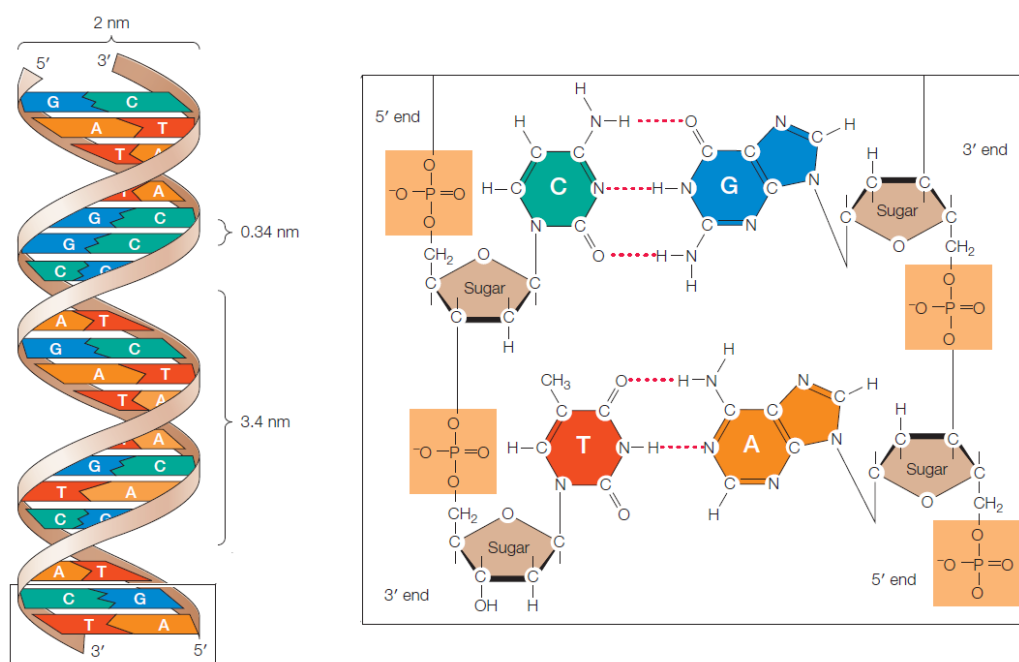 2 nm
5′ 3′
G C
A T
T A
T A
G C
0.34 nm
G C
C G
A T
G C
A T
T A
3.4 nm
A
G C
T A
C G
A T
C G
T A
3′ 5′
H
5′ end H N H O N C H
C C C C
O C C H 3′ end
⁻O P O H C C N H N G C N C C
O N C C N C Sugar C
CH₂ O H N O CH₂
C O C H O
C Sugar C ⁻O P O
C C O
H
H
CH₃ O H N N C H
C C C C
O C C H
⁻O P O H C T N H N A C N C C
O N C C N C Sugar C
CH₂ O H O CH₂
C O C O
C Sugar C ⁻O P O
C C O
3′ end OH H 5′ end